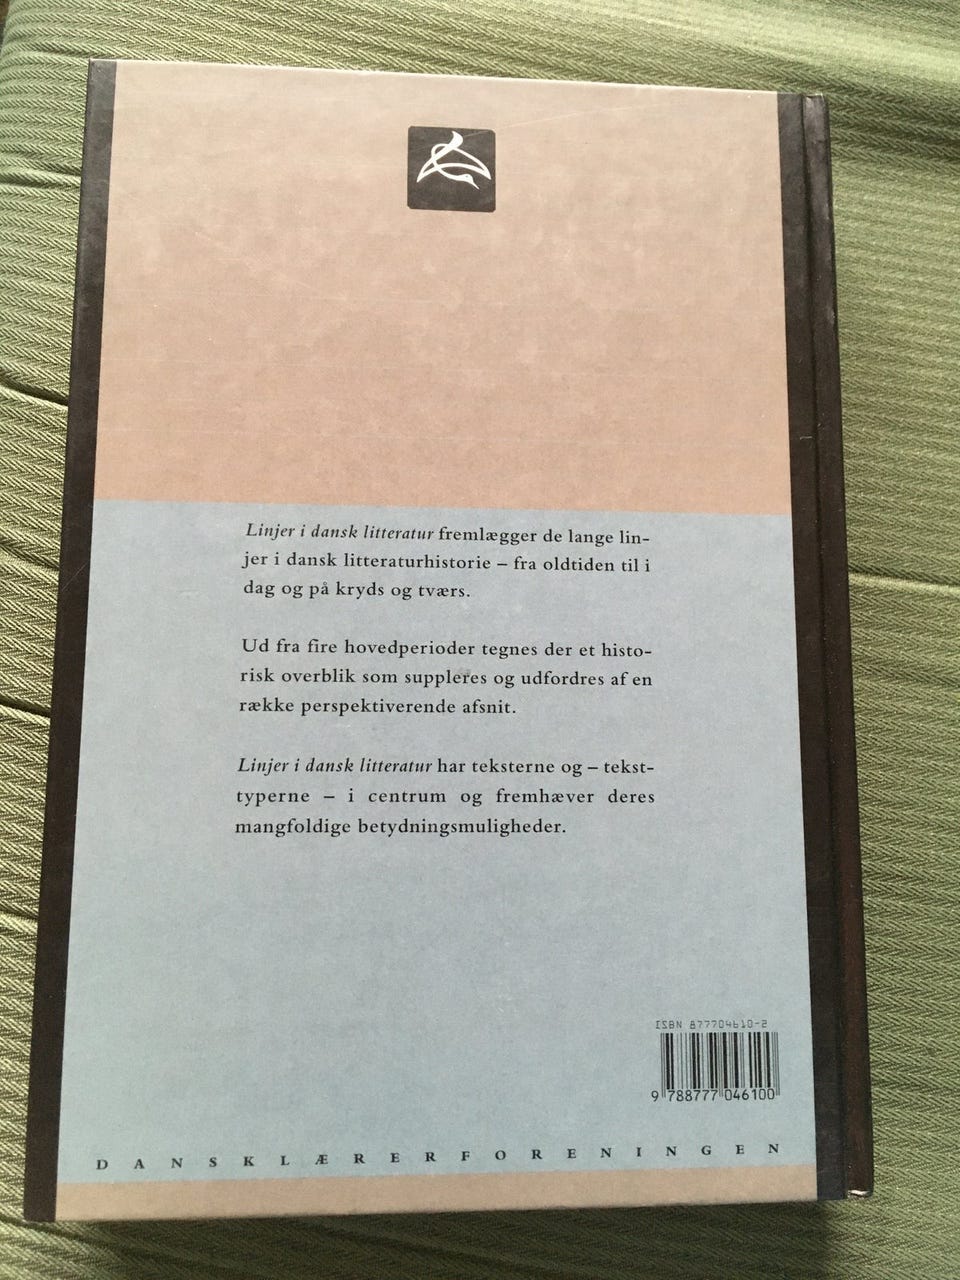 Linjer i dansk litteratur fremlægger de lange lin-
jer i dansk litteraturhistorie – fra oldtiden til i
dag og på kryds og tværs.
Ud fra fire hovedperioder tegnes der et histo-
risk overblik som suppleres og udfordres af en
række perspektiverende afsnit.
Linjer i dansk litteratur har teksterne og – tekst-
typerne – i centrum og fremhæver deres
mangfoldige betydningsmuligheder.
ISBN 877704610-2
9 788777 046100
DANSKLÆRERFORENINGEN